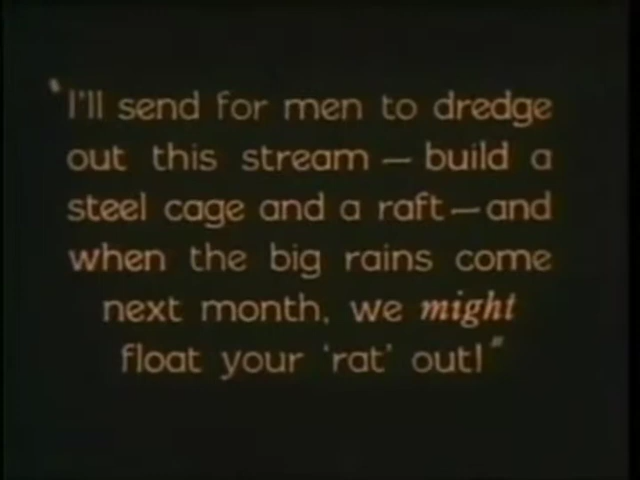 "I'll send for men to dredge
out this stream — build a
steel cage and a raft — and
when the big rains come
next month, we might
float your 'rat' out!"